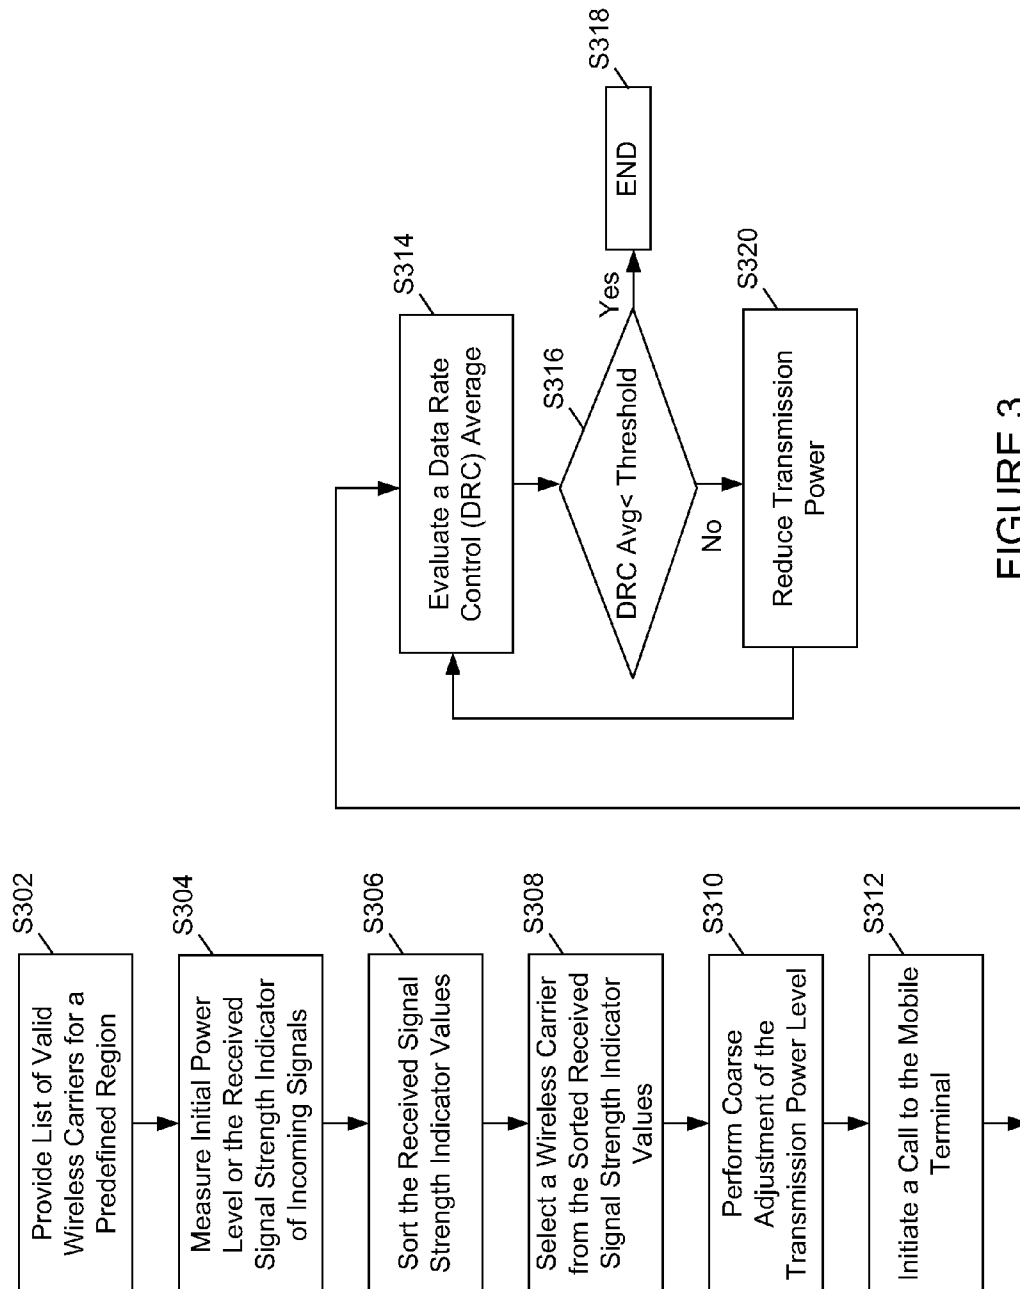 S302
Provide List of Valid
Wireless Carriers for a
Predefined Region
S304
Measure Initial Power
Level or the Received
Signal Strength Indicator
of Incoming Signals
S306
Sort the Received Signal
Strength Indicator Values
S308
Select a Wireless Carrier
from the Sorted Received
Signal Strength Indicator
Values
S310
Perform Coarse
Adjustment of the
Transmission Power Level
S312
Initiate a Call to the Mobile
Terminal
S314
Evaluate a Data Rate
Control (DRC) Average
S316
DRC Avg< Threshold
Yes
S318
END
No
S320
Reduce Transmission
Power
FIGURE 3